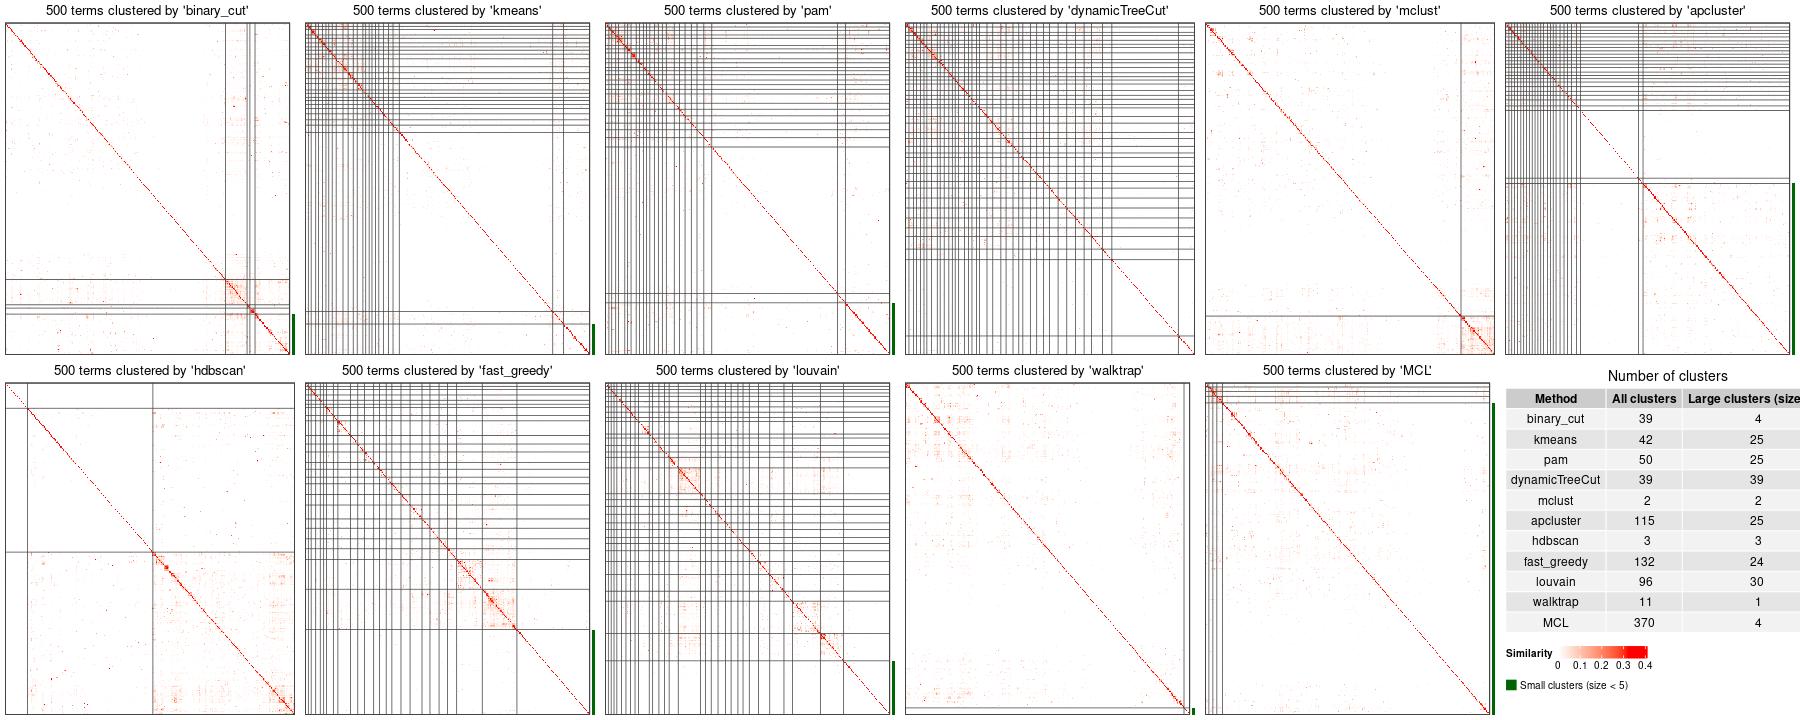 500 terms clustered by 'binary_cut'
500 terms clustered by 'kmeans'
500 terms clustered by 'pam'
500 terms clustered by 'dynamicTreeCut'
500 terms clustered by 'mclust'
500 terms clustered by 'apcluster'
500 terms clustered by 'hdbscan'
500 terms clustered by 'fast_greedy'
500 terms clustered by 'louvain'
500 terms clustered by 'walktrap'
500 terms clustered by 'MCL'
Number of clusters
Method All clusters Large clusters (size
binary_cut 39 4
kmeans 42 25
pam 50 25
dynamicTreeCut 39 39
mclust 2 2
apcluster 115 25
hdbscan 3 3
fast_greedy 132 24
louvain 96 30
walktrap 11 1
MCL 370 4
Similarity
0 0.1 0.2 0.3 0.4
Small clusters (size < 5)